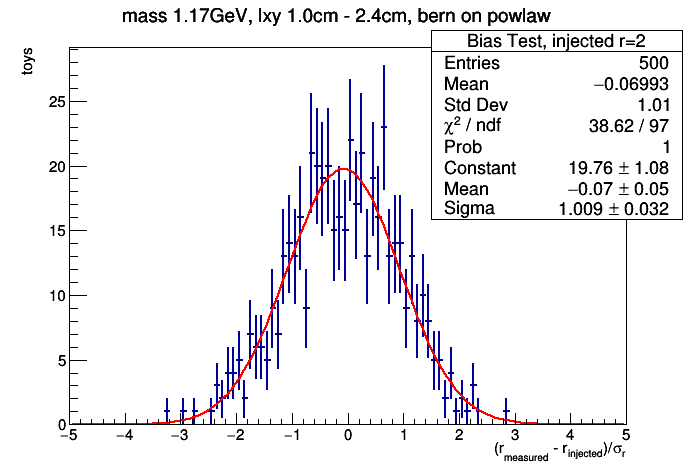 mass 1.17GeV, lxy 1.0cm - 2.4cm, bern on powlaw
toys
Bias Test, injected r=2
Entries 500
Mean −0.06993
Std Dev 1.01
χ² / ndf 38.62 / 97
Prob 1
Constant 19.76 ± 1.08
Mean −0.07 ± 0.05
Sigma 1.009 ± 0.032
25
20
15
10
5
0
−5 −4 −3 −2 −1 0 1 2 3 4 5
(r_measured - r_injected)/σ_r